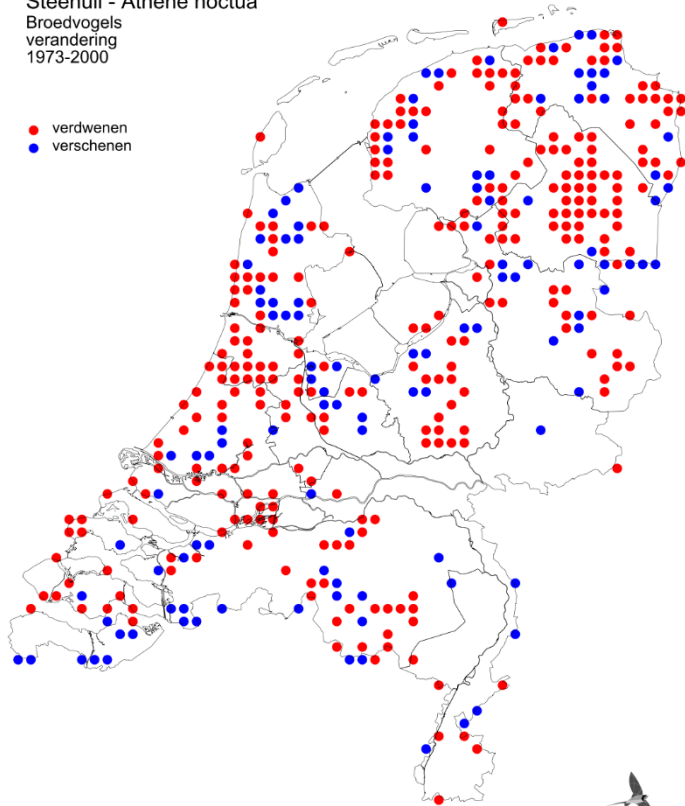 Steenuil - Athene noctua
Broedvogels
verandering
1973-2000
verdwenen
verschenen